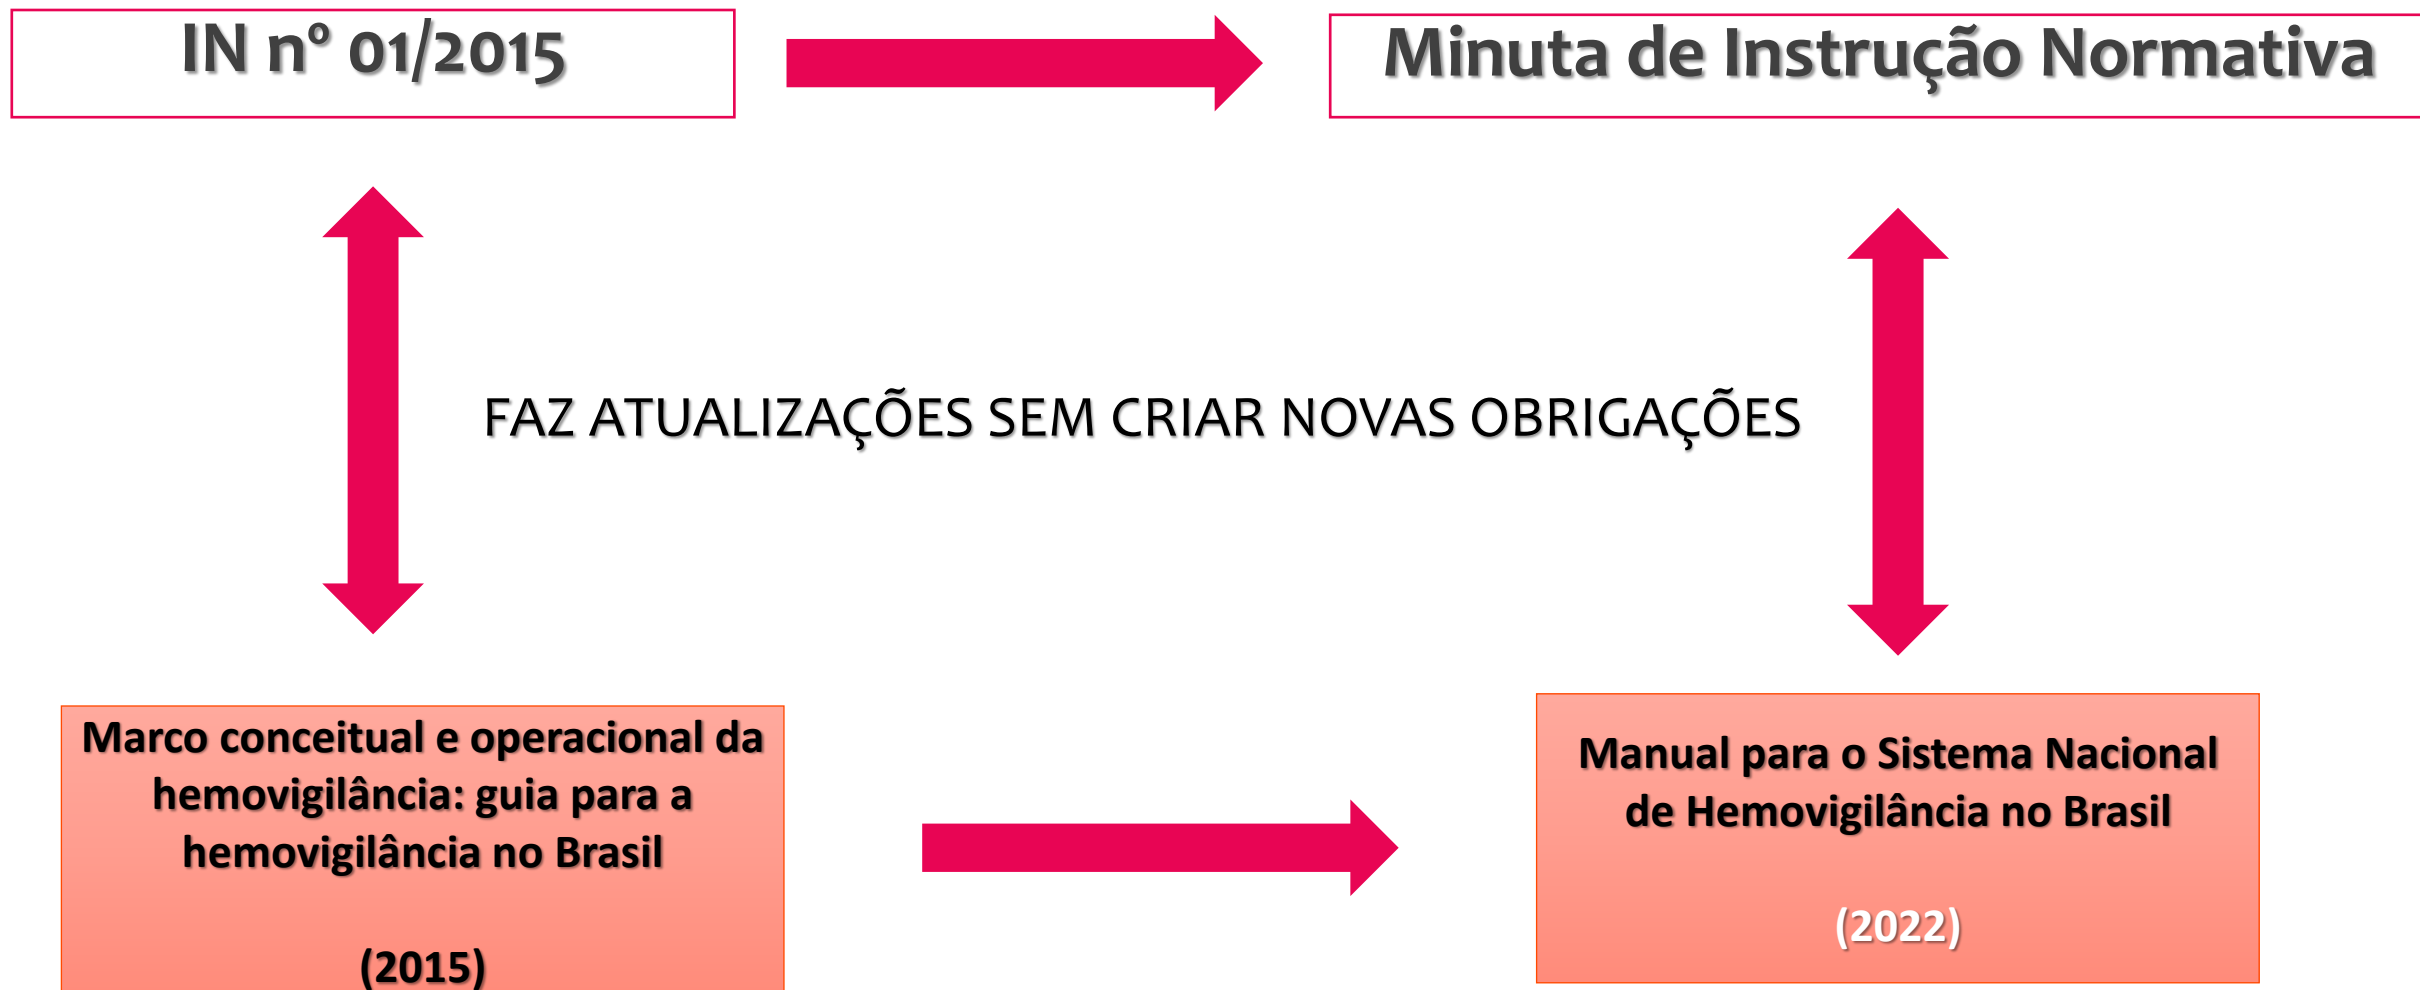 IN nº 01/2015
Minuta de Instrução Normativa
FAZ ATUALIZAÇÕES SEM CRIAR NOVAS OBRIGAÇÕES
Marco conceitual e operacional da
hemovigilância: guia para a
hemovigilância no Brasil
(2015)
Manual para o Sistema Nacional
de Hemovigilância no Brasil
(2022)